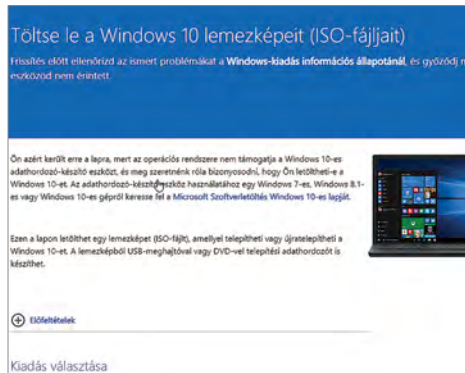 Töltse le a Windows 10 lemezképeit (ISO-fájljait)
Frissítés előtt ellenőrizd az ismert problémákat a Windows-kiadás információs állapotánál, és győződj
eszközöd nem érintett.
Ön azért került erre a lapra, mert az operációs rendszere nem támogatja a Windows 10-es
adathordozó-készítő eszközt, és meg szeretnénk róla bizonyosodni, hogy Ön letöltheti-e a
Windows 10-et. Az adathordozó-készítő eszköz használatához egy Windows 7-es, Windows 8.1-
es vagy Windows 10-es gépről keresse fel a Microsoft Szoftverletöltés Windows 10-es lapját.
Ezen a lapon letölthet egy lemezképet (ISO-fájlt), amellyel telepítheti vagy újratelepítheti a
Windows 10-et. A lemezképből USB-meghajtóval vagy DVD-vel telepítési adathordozót is
készíthet.
Előfeltételek
Kiadás választása